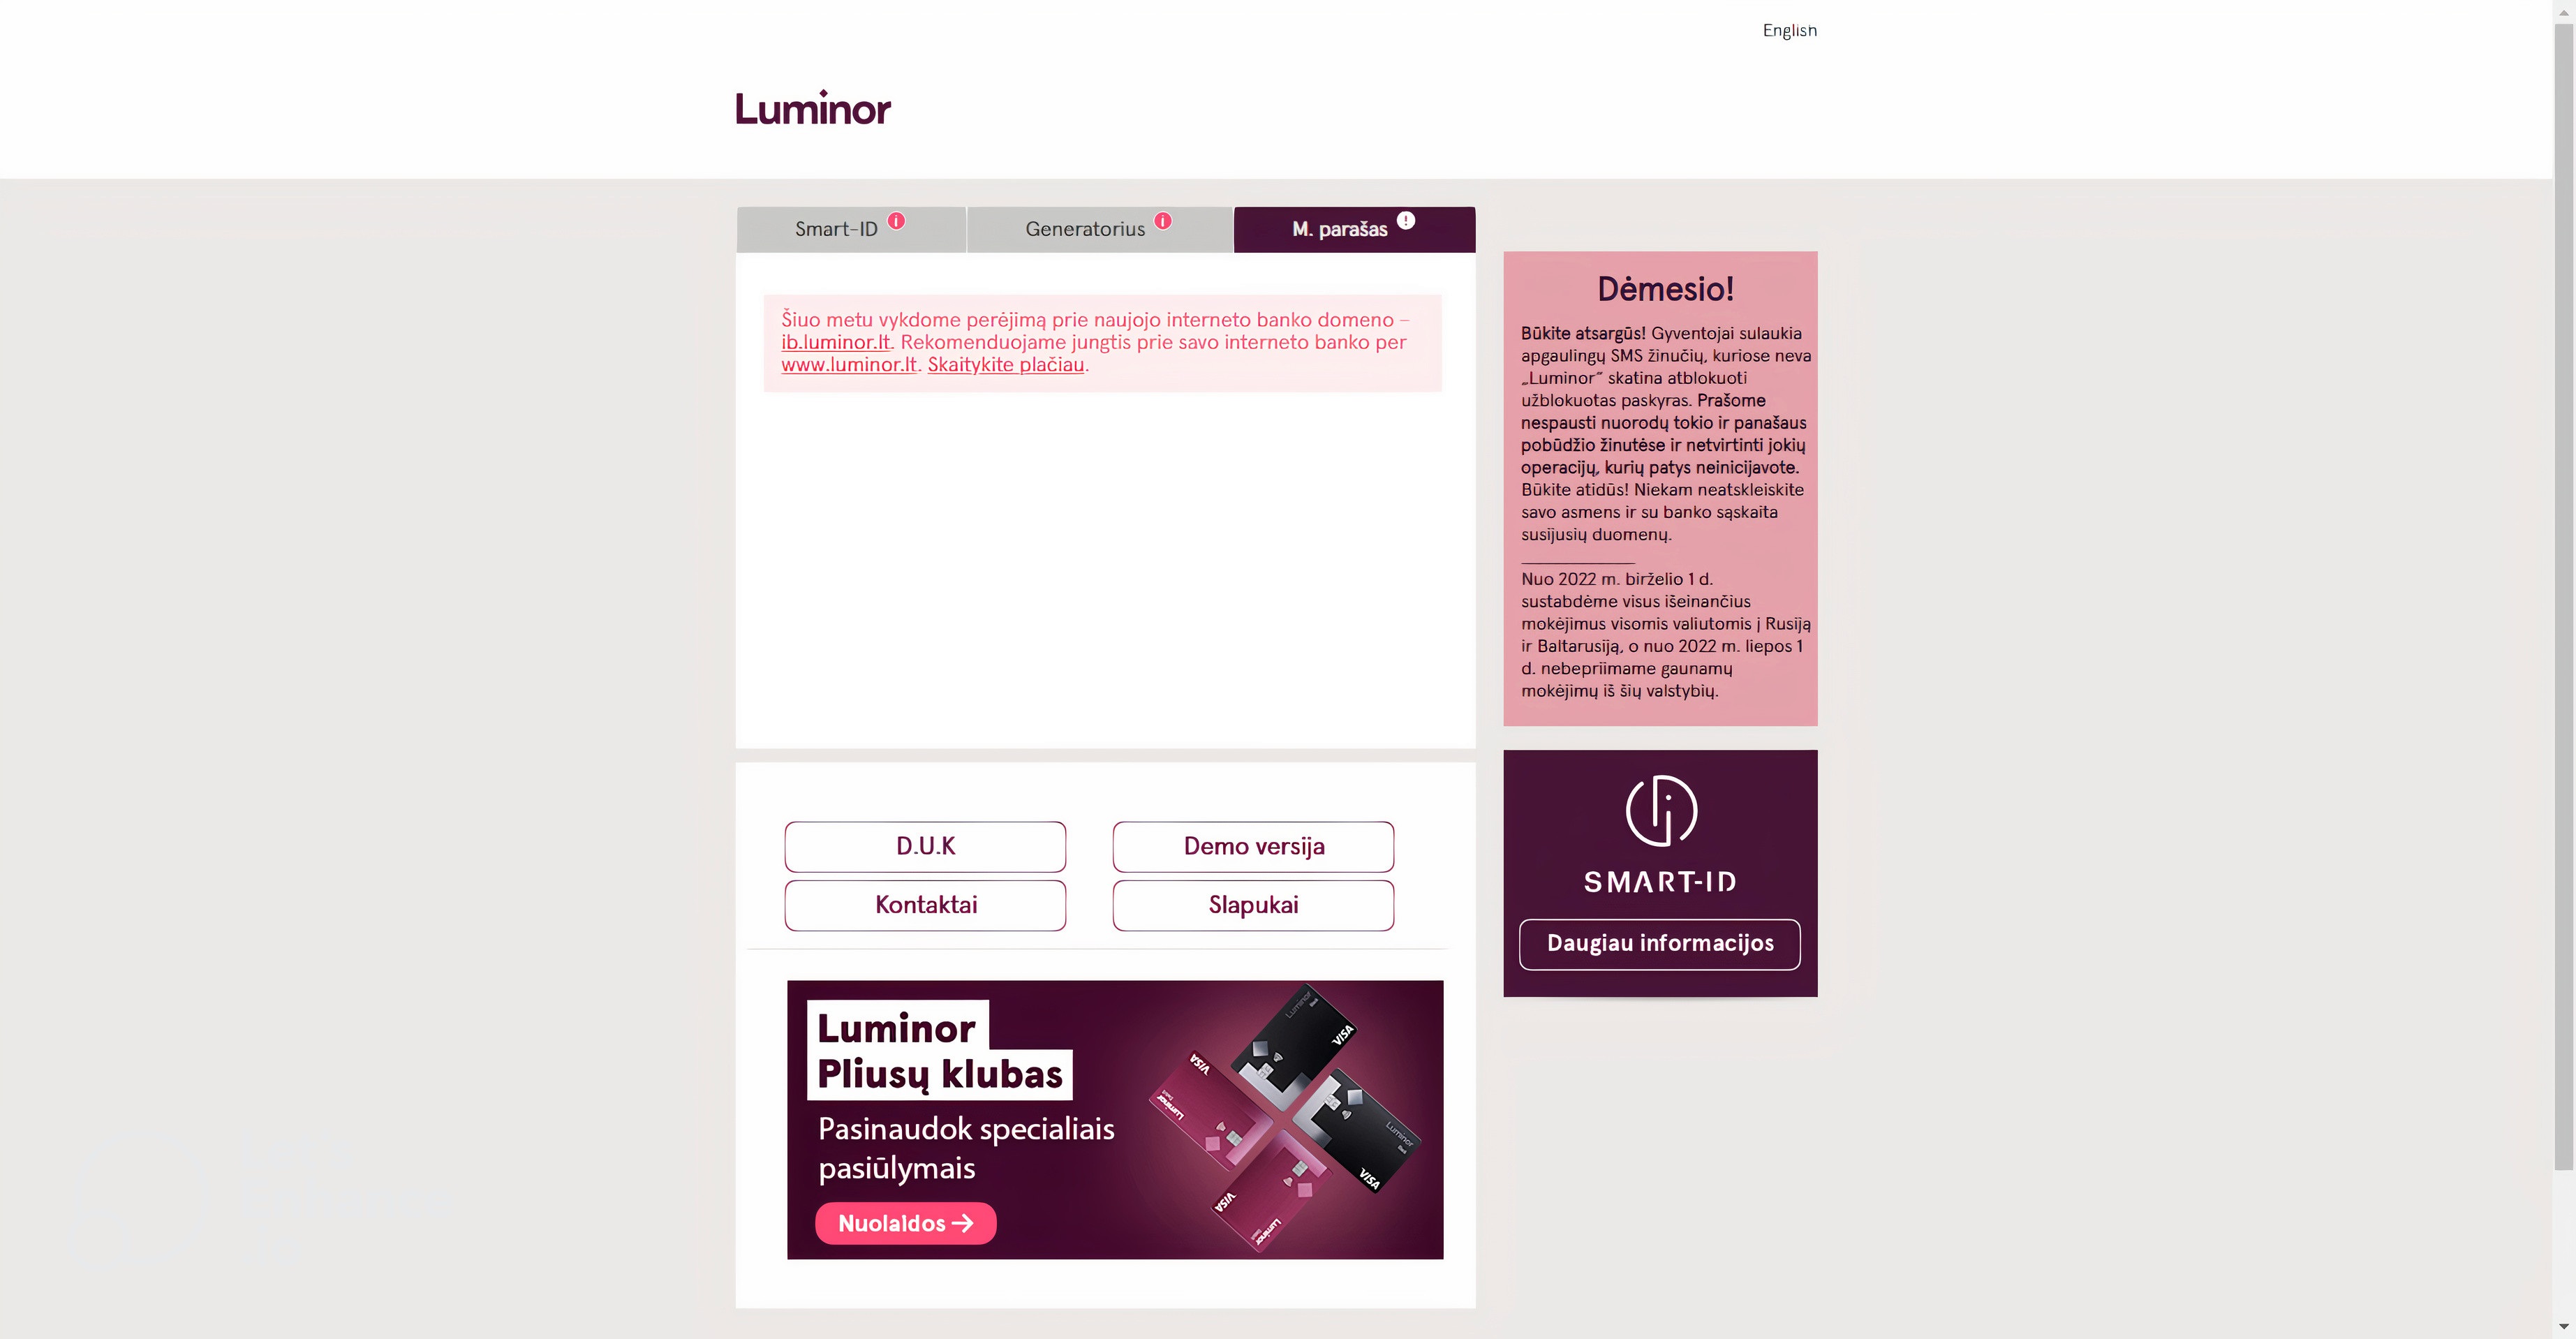 English
Luminor
Smart-ID
Generatorius
M. parašas
Šiuo metu vykdome perėjimą prie naujojo interneto banko domeno –
ib.luminor.lt. Rekomenduojame jungtis prie savo interneto banko per
www.luminor.lt. Skaitykite plačiau.
Dėmesio!
Būkite atsargūs! Gyventojai sulaukia
apgaulingų SMS žinučių, kuriose neva
„Luminor“ skatina atblokuoti
užblokuotas paskyras. Prašome
nespausti nuorodų tokio ir panašaus
pobūdžio žinutėse ir netvirtinti jokių
operacijų, kurių patys neinicijavote.
Būkite atidūs! Niekam neatskleiskite
savo asmens ir su banko sąskaita
susijusių duomenų.
Nuo 2022 m. birželio 1 d.
sustabdėme visus išeinančius
mokėjimus visomis valiutomis į Rusiją
ir Baltarusiją, o nuo 2022 m. liepos 1
d. nebepriimame gaunamų
mokėjimų iš šių valstybių.
D.U.K
Demo versija
Kontaktai
Slapukai
SMART-ID
Daugiau informacijos
Luminor
Pliusų klubas
Pasinaudok specialiais
pasiūlymais
Nuolaidos →
Luminor
VISA
VISA
Luminor
Luminor
VISA
VISA
Luminor